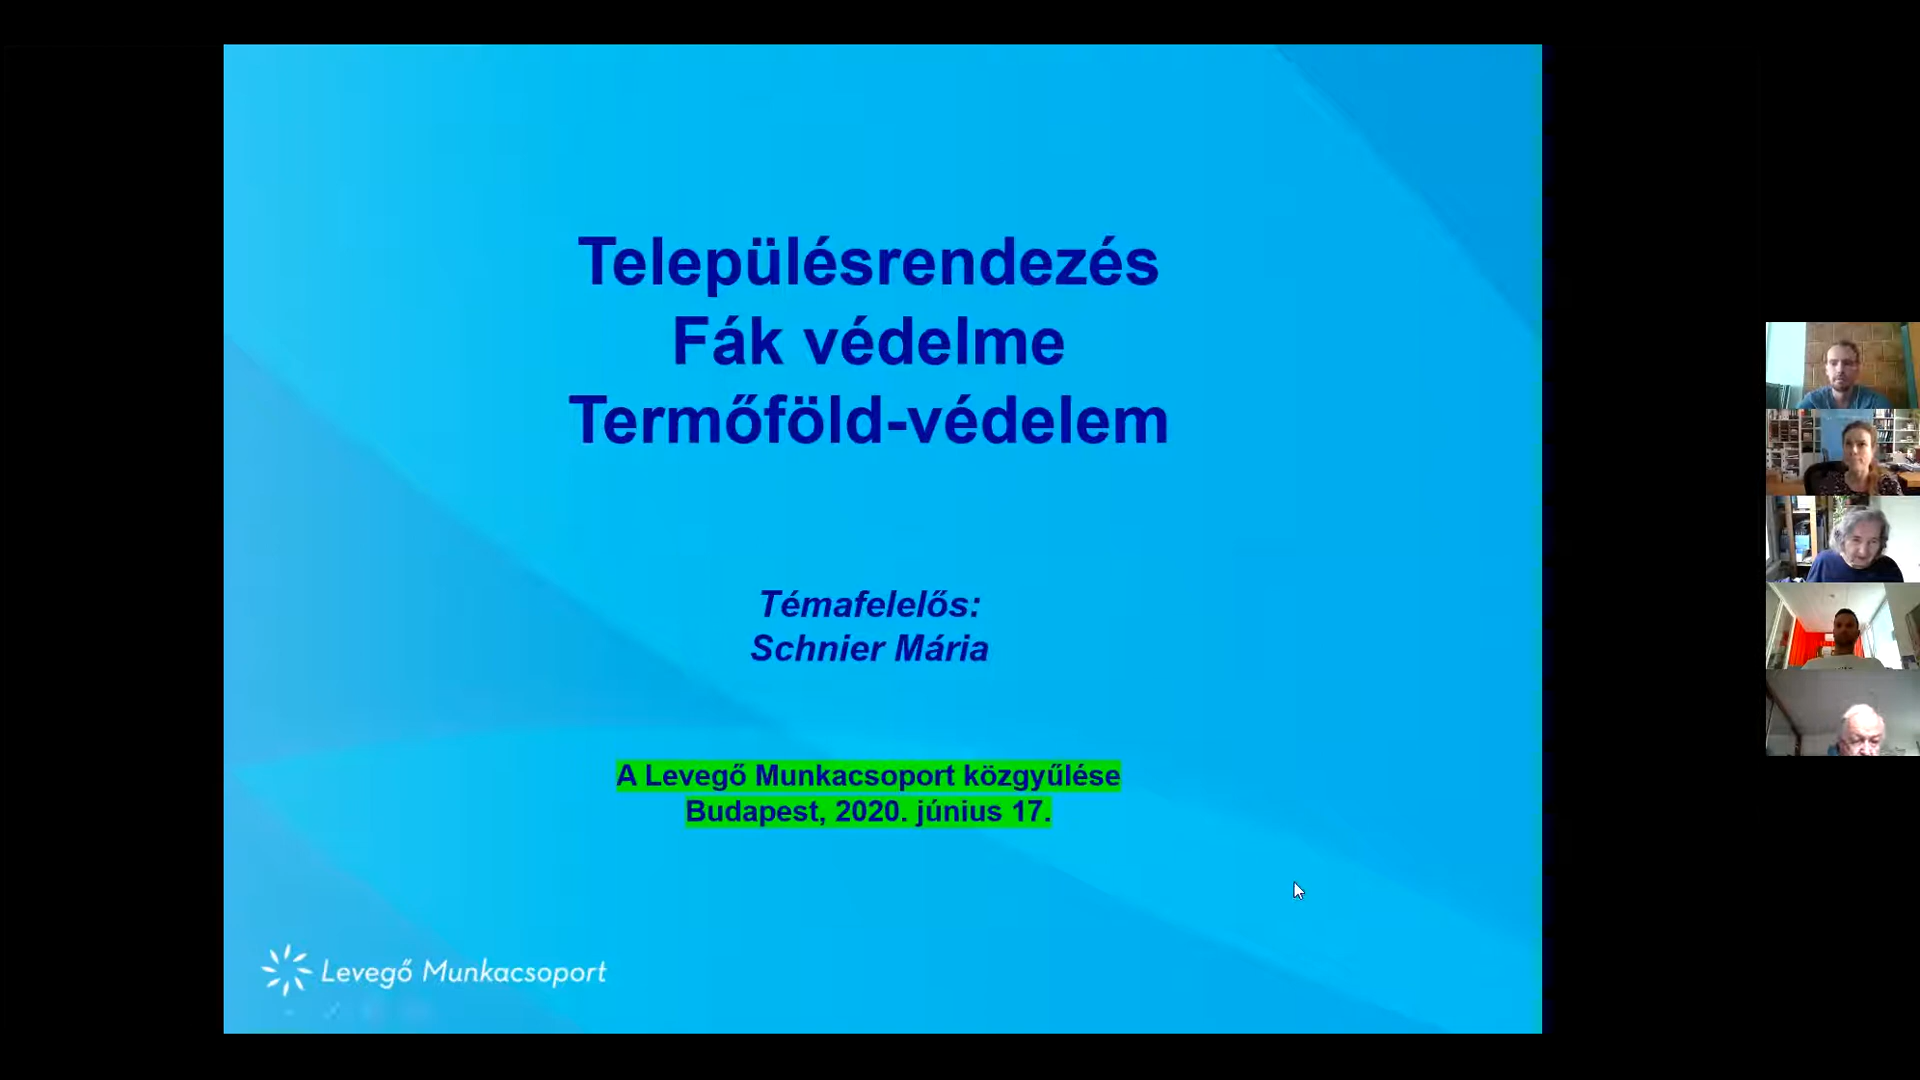 Településrendezés
Fák védelme
Termőföld-védelem
Témafelelős:
Schnier Mária
A Levegő Munkacsoport közgyűlése
Budapest, 2020. június 17.
Levegő Munkacsoport